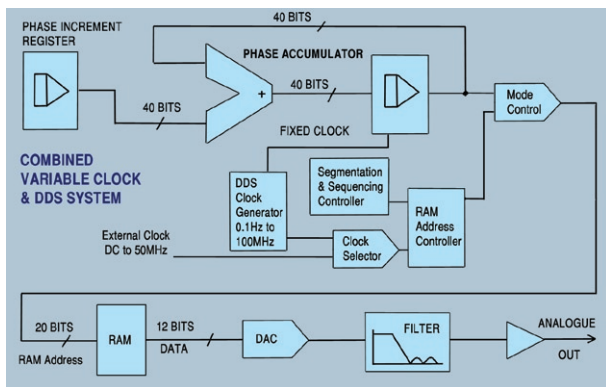 40 BITS
PHASE INCREMENT
REGISTER
PHASE ACCUMULATOR
40 BITS
40 BITS
+
Mode
Control
FIXED CLOCK
COMBINED
VARIABLE CLOCK
& DDS SYSTEM
DDS
Clock
Generator
0.1Hz to
100MHz
Segmentation
& Sequencing
Controller
RAM
Address
Controller
External Clock
DC to 50MHz
Clock
Selector
20 BITS
RAM Address
RAM
12 BITS
DATA
DAC
FILTER
ANALOGUE
OUT